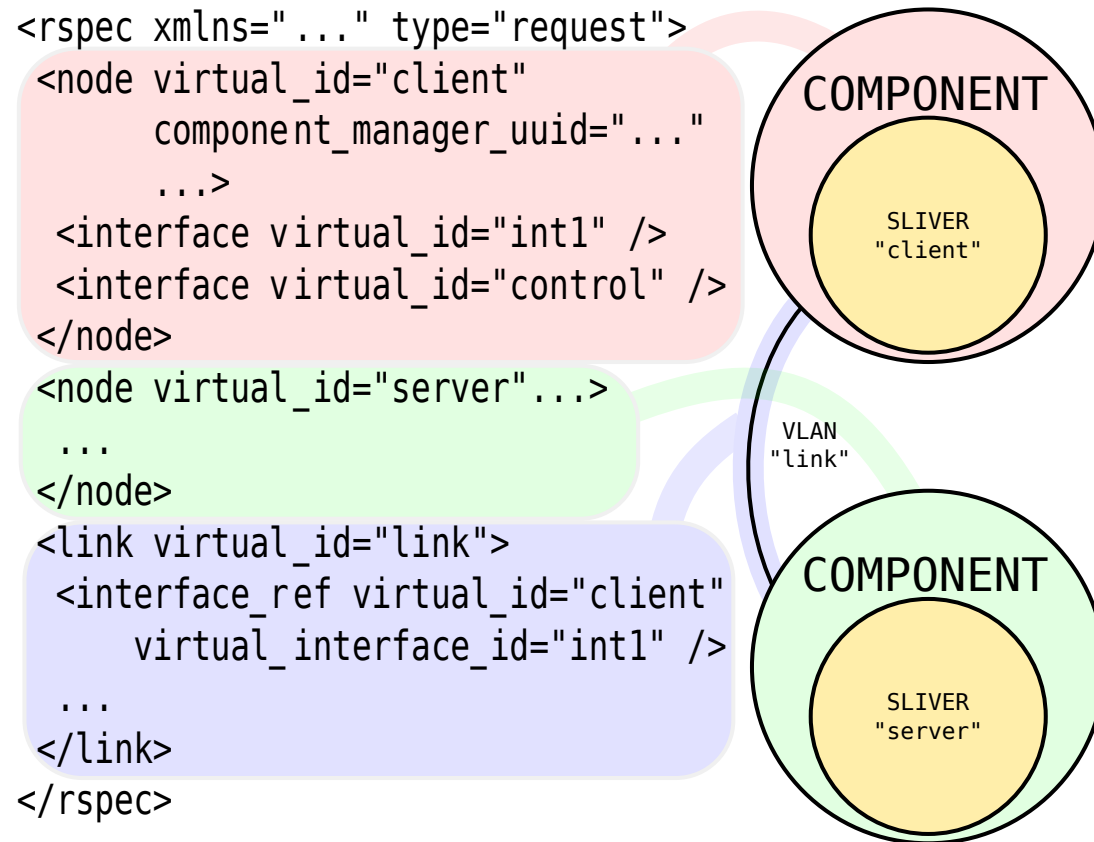 <rspec xmlns="..." type="request">
<node virtual_id="client"
component_manager_uuid="..."
...>
<interface virtual_id="int1" />
<interface virtual_id="control" />
</node>
<node virtual_id="server"...>
...
</node>
<link virtual_id="link">
<interface_ref virtual_id="client"
virtual_interface_id="int1" />
...
</link>
</rspec>
COMPONENT
SLIVER
"client"
VLAN
"link"
COMPONENT
SLIVER
"server"